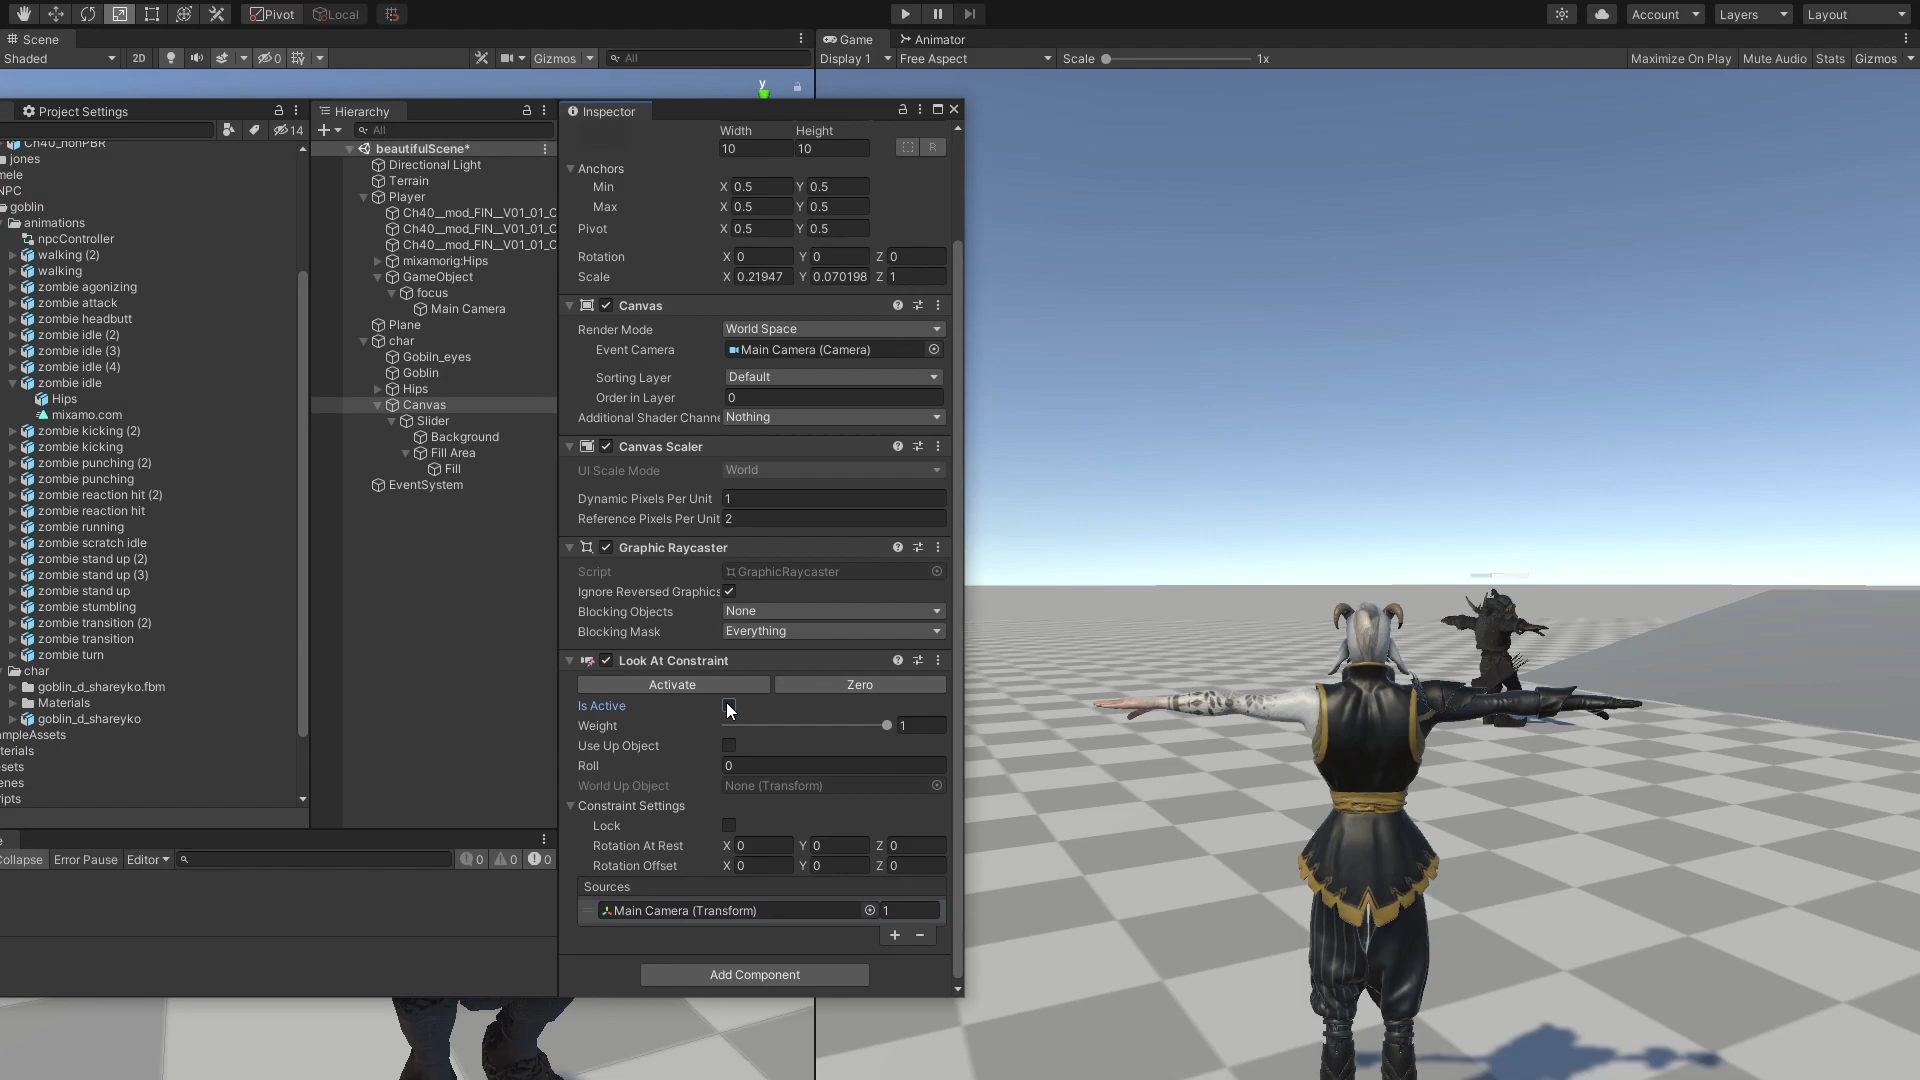 Pivot
Local
Account
Layers
Layout
Scene
Game
Animator
Shaded
2D
0
Gizmos
All
Display 1
Free Aspect
Scale
1x
Maximize On Play
Mute Audio
Stats
Gizmos
y
Project Settings
14
Ch40_nonPBR
jones
mele
NPC
goblin
animations
npcController
walking (2)
walking
zombie agonizing
zombie attack
zombie headbutt
zombie idle (2)
zombie idle (3)
zombie idle (4)
zombie idle
Hips
mixamo.com
zombie kicking (2)
zombie kicking
zombie punching (2)
zombie punching
zombie reaction hit (2)
zombie reaction hit
zombie running
zombie scratch idle
zombie stand up (2)
zombie stand up (3)
zombie stand up
zombie stumbling
zombie transition (2)
zombie transition
zombie turn
char
goblin_d_shareyko.fbm
Materials
goblin_d_shareyko
ampleAssets
terials
sets
enes
ripts
Collapse
Error Pause
Editor
0
0
0
Hierarchy
All
beautifulScene*
Directional Light
Terrain
Player
Ch40__mod_FIN__V01_01_C
Ch40__mod_FIN__V01_01_C
Ch40__mod_FIN__V01_01_C
mixamorig:Hips
GameObject
focus
Main Camera
Plane
char
Gobiln_eyes
Goblin
Hips
Canvas
Slider
Background
Fill Area
Fill
EventSystem
Inspector
Width Height
10 10
R
Anchors
Min X 0.5 Y 0.5
Max X 0.5 Y 0.5
Pivot X 0.5 Y 0.5
Rotation X 0 Y 0 Z 0
Scale X 0.21947 Y 0.070198 Z 1
Canvas
Render Mode World Space
Event Camera Main Camera (Camera)
Sorting Layer Default
Order in Layer 0
Additional Shader Channe Nothing
Canvas Scaler
UI Scale Mode World
Dynamic Pixels Per Unit 1
Reference Pixels Per Unit 2
Graphic Raycaster
Script GraphicRaycaster
Ignore Reversed Graphics
Blocking Objects None
Blocking Mask Everything
Look At Constraint
Activate Zero
Is Active
Weight 1
Use Up Object
Roll 0
World Up Object None (Transform)
Constraint Settings
Lock
Rotation At Rest X 0 Y 0 Z 0
Rotation Offset X 0 Y 0 Z 0
Sources
Main Camera (Transform) 1
Add Component